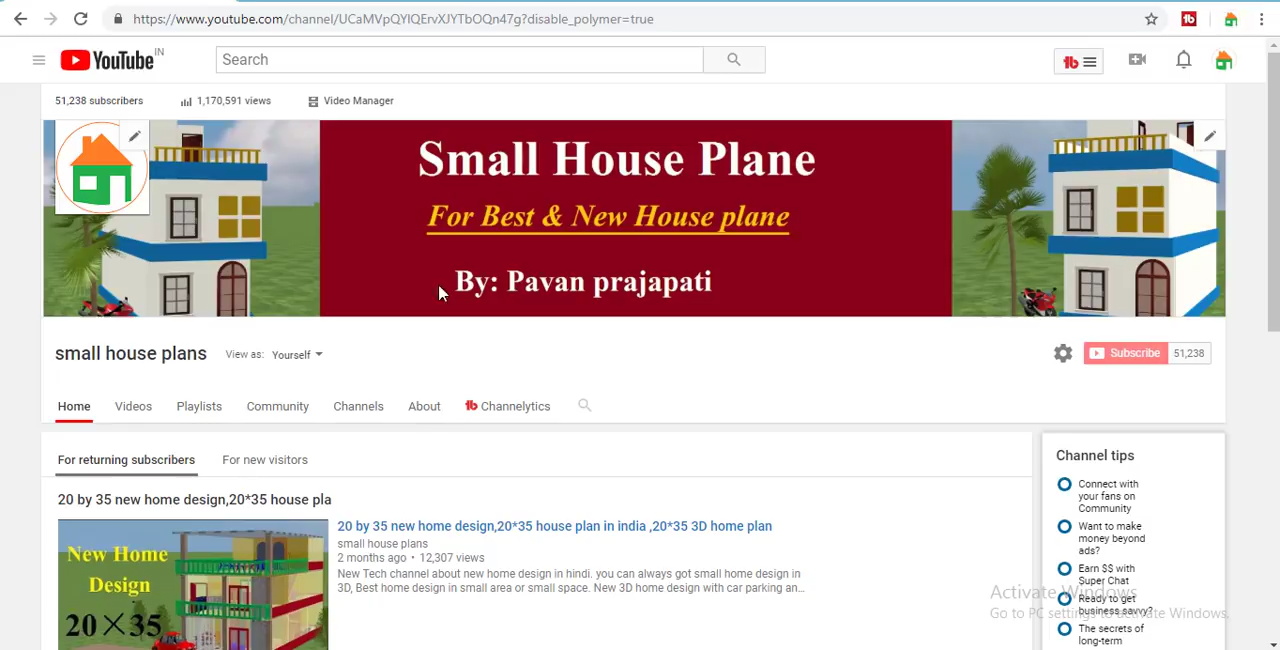 https://www.youtube.com/channel/UCaMVpQYIQErvXJYTbOQn47g?disable_polymer=true
tb
YouTube IN
Search
tb
51,238 subscribers
1,170,591 views
Video Manager
Small House Plane
For Best & New House plane
By: Pavan prajapati
small house plans
View as: Yourself
Subscribe 51,238
Home Videos Playlists Community Channels About tb Channelytics
For returning subscribers
For new visitors
20 by 35 new home design,20*35 house pla
New Home
Design
20×35
20 by 35 new home design,20*35 house plan in india ,20*35 3D home plan
small house plans
2 months ago • 12,307 views
New Tech channel about new home design in hindi. you can always got small home design in
3D, Best home design in small area or small space. New 3D home design with car parking an...
Channel tips
Connect with
your fans on
Community
Want to make
money beyond
ads?
Earn $$ with
Super Chat
Ready to get
business savvy?
The secrets of
long-term
Activate Windows
Go to PC settings to activate Windows.